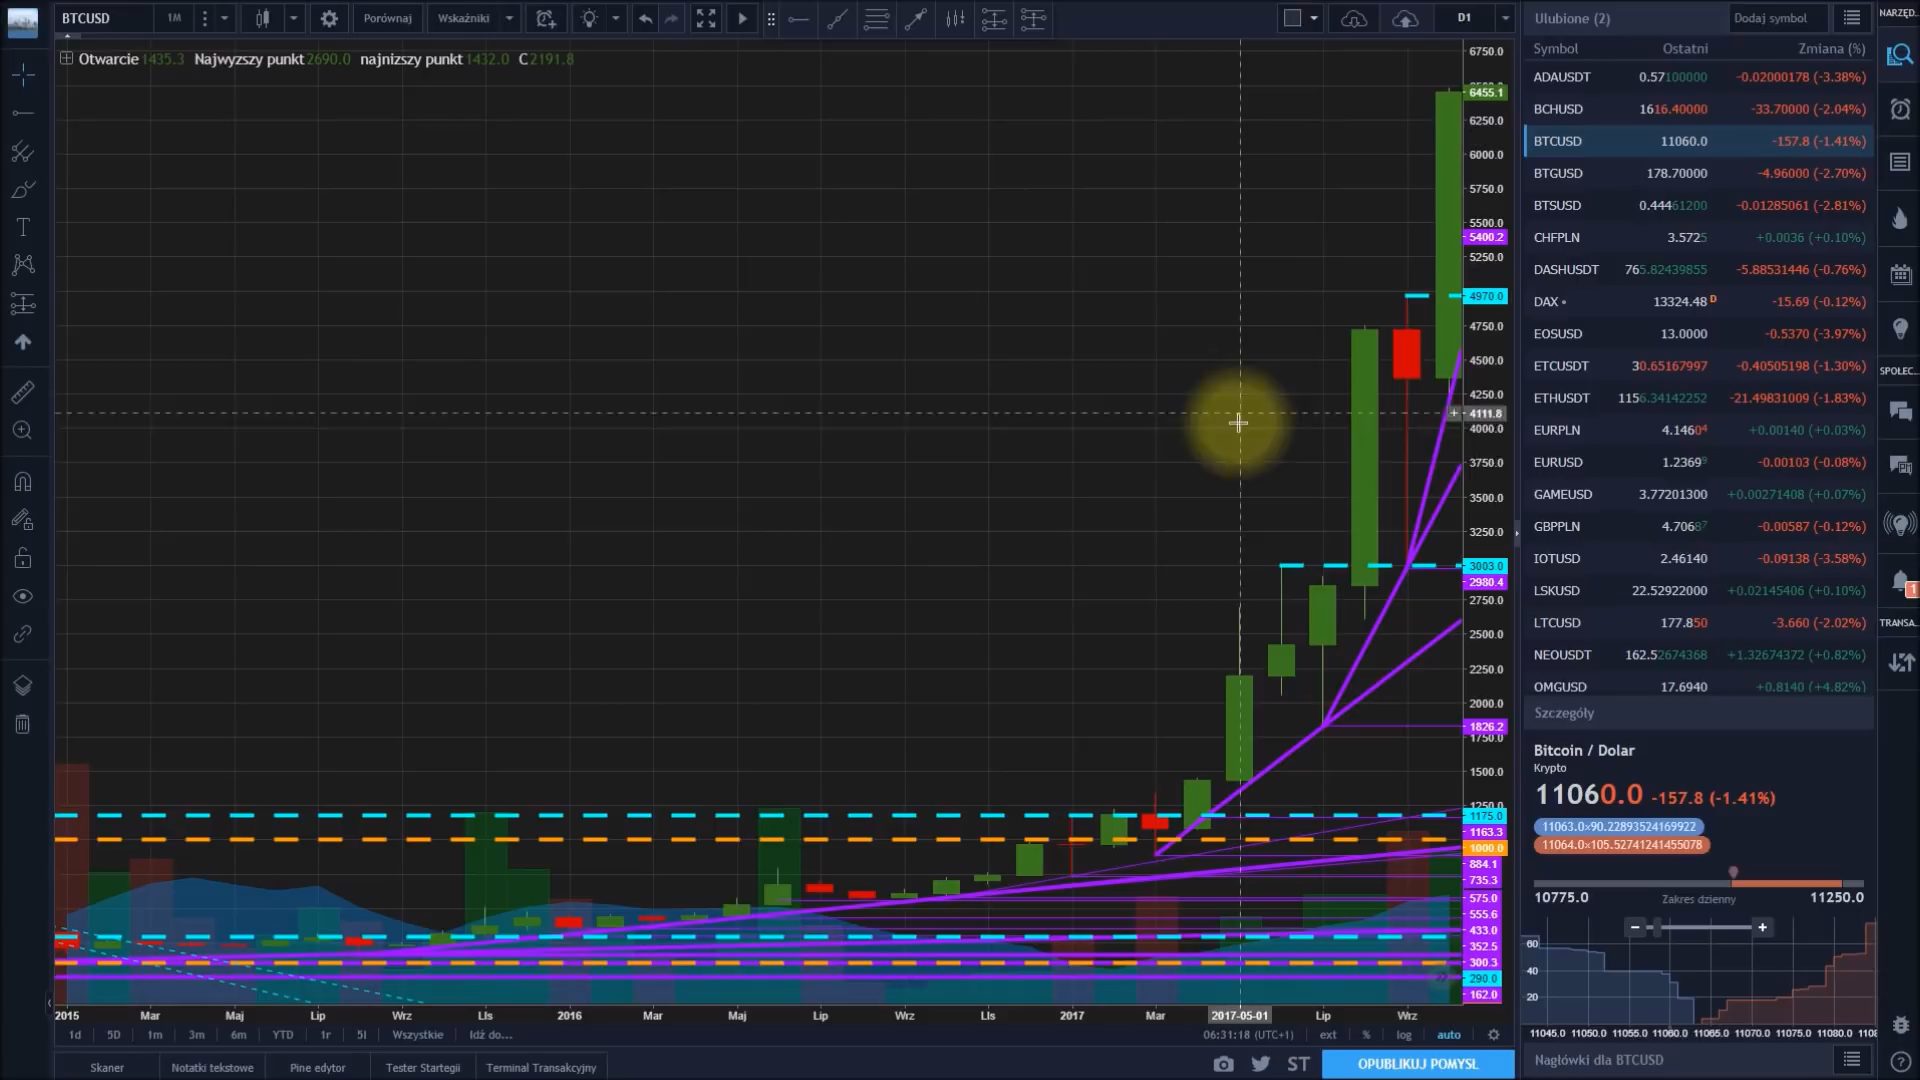 BTCUSD 1M Porównaj Wskaźniki D1
Otwarcie 1435.3 Najwyzszy punkt 2690.0 najnizszy punkt 1432.0 C 2191.8
6750.0
6455.1
6250.0
6000.0
5750.0
5500.0
5400.2
5250.0
4970.0
4750.0
4500.0
4250.0
4111.8
4000.0
3750.0
3500.0
3250.0
3003.0
2980.4
2750.0
2500.0
2250.0
2000.0
1826.2
1750.0
1500.0
1250.0
1175.0
1163.3
1000.0
884.1
735.3
575.0
555.6
433.0
352.5
300.3
290.0
162.0
2015 Mar Maj Lip Wrz LIs 2016 Mar Maj Lip Wrz LIs 2017 Mar 2017-05-01 Lip Wrz
1d 5D 1m 3m 6m YTD 1r 5l Wszystkie Idź do... 06:31:18 (UTC+1) ext % log auto
Skaner Notatki tekstowe Pine edytor Tester Startegii Terminal Transakcyjny ST OPUBLIKUJ POMYSŁ
Ulubione (2) Dodaj symbol
Symbol Ostatni Zmiana (%)
ADAUSDT 0.57100000 -0.02000178 (-3.38%)
BCHUSD 1616.40000 -33.70000 (-2.04%)
BTCUSD 11060.0 -157.8 (-1.41%)
BTGUSD 178.70000 -4.96000 (-2.70%)
BTSUSD 0.44461200 -0.01285061 (-2.81%)
CHFPLN 3.5725 +0.0036 (+0.10%)
DASHUSDT 765.82439855 -5.88531446 (-0.76%)
DAX • 13324.48 D -15.69 (-0.12%)
EOSUSD 13.0000 -0.5370 (-3.97%)
ETCUSDT 30.65167997 -0.40505198 (-1.30%)
ETHUSDT 1156.34142252 -21.49831009 (-1.83%)
EURPLN 4.14604 +0.00140 (+0.03%)
EURUSD 1.23699 -0.00103 (-0.08%)
GAMEUSD 3.77201300 +0.00271408 (+0.07%)
GBPPLN 4.70687 -0.00587 (-0.12%)
IOTUSD 2.46140 -0.09138 (-3.58%)
LSKUSD 22.52922000 +0.02145406 (+0.10%)
LTCUSD 177.850 -3.660 (-2.02%)
NEOUSDT 162.52674368 +1.32674372 (+0.82%)
OMGUSD 17.6940 +0.8140 (+4.82%)
Szczegóły
Bitcoin / Dolar
Krypto
11060.0 -157.8 (-1.41%)
11063.0×90.22893524169922
11064.0×105.52741241455078
10775.0 Zakres dzienny 11250.0
60
40
20
11045.0 11050.0 11055.0 11060.0 11065.0 11070.0 11075.0 11080.0
Nagłówki dla BTCUSD
NARZĘD
SPOŁEC
1
TRANSA